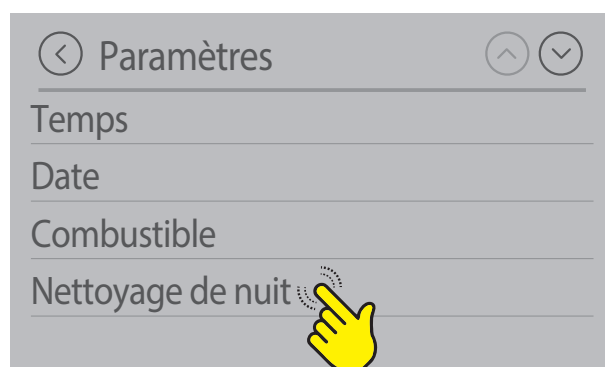 Paramètres
Temps
Date
Combustible
Nettoyage de nuit